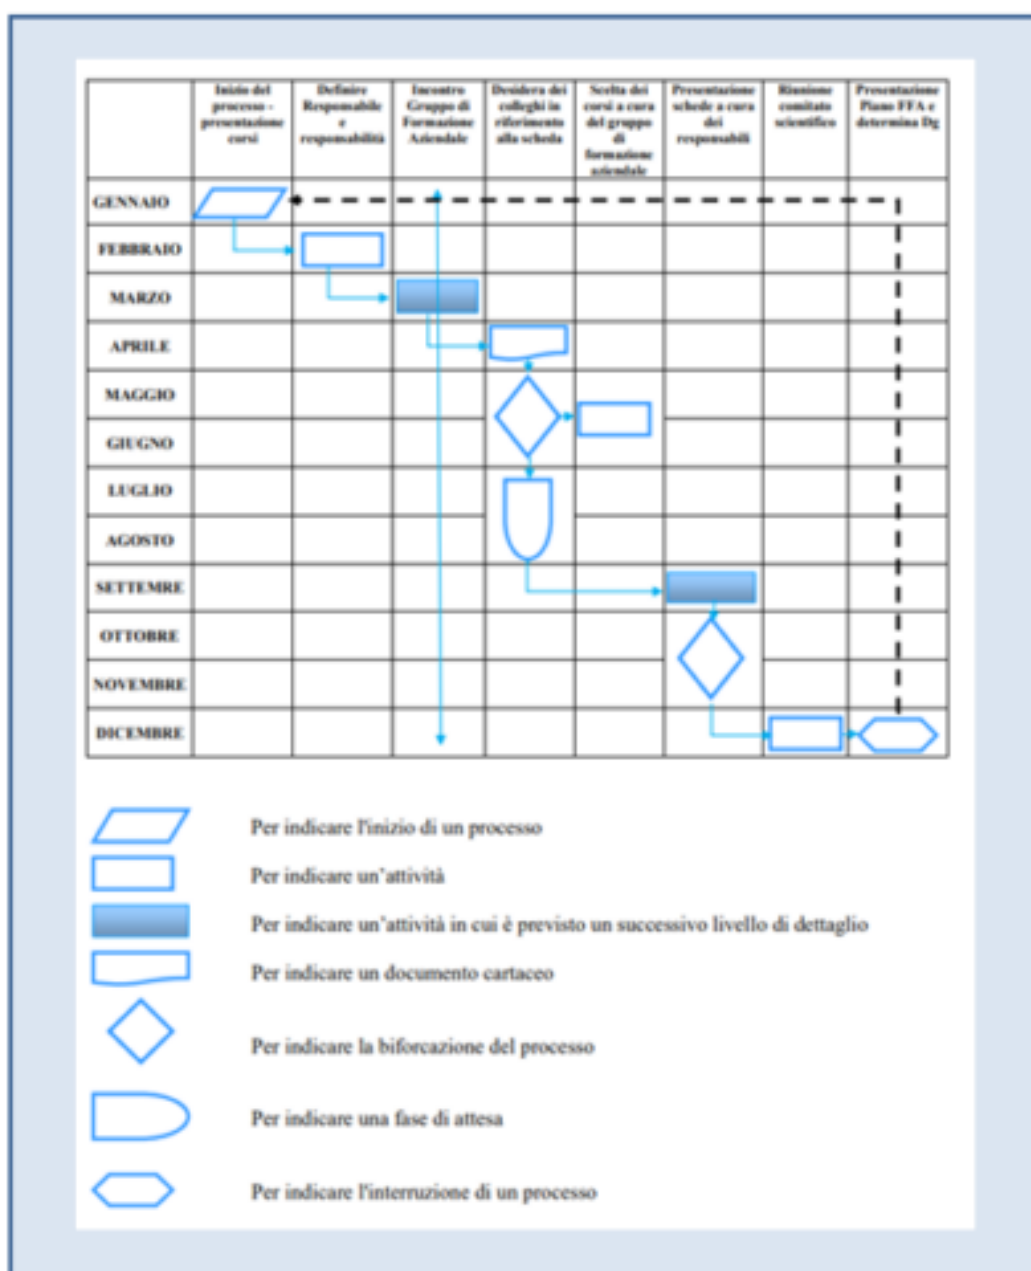 Inizio del
processo -
presentazione
corsi
Definire
Responsabile
e
responsabilità
Incontro
Gruppo di
Formazione
Aziendale
Desidera dei
colleghi in
riferimento
alla scheda
Scelta dei
corsi a cura
del gruppo
di
formazione
aziendale
Presentazione
schede a cura
dei
responsabili
Riunione
comitato
scientifico
Presentazione
Piano FFA e
determina Dg
GENNAIO
FEBBRAIO
MARZO
APRILE
MAGGIO
GIUGNO
LUGLIO
AGOSTO
SETTEMRE
OTTOBRE
NOVEMBRE
DICEMBRE
Per indicare l'inizio di un processo
Per indicare un'attività
Per indicare un'attività in cui è previsto un successivo livello di dettaglio
Per indicare un documento cartaceo
Per indicare la biforcazione del processo
Per indicare una fase di attesa
Per indicare l'interruzione di un processo